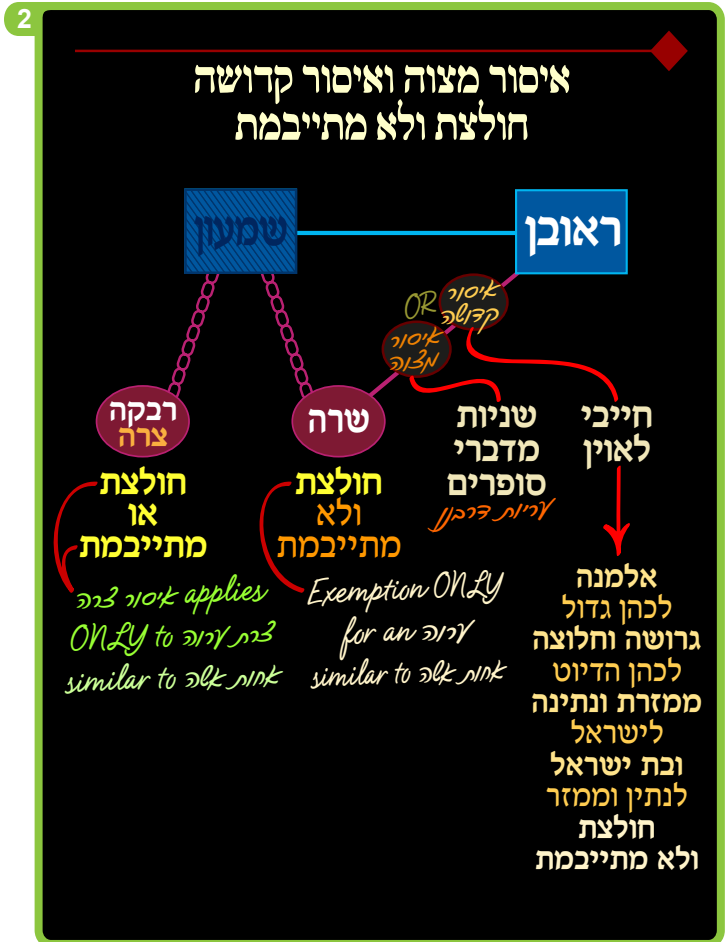 2
איסור מצוה ואיסור קדושה
חולצת ולא מתייבמת
ראובן
שמעון
איסור
קדושה
OR
איסור
מצוה
שרה
רבקה
צרה
חייבי
לאוין
שניות
מדברי
סופרים
עריות דרבנן
חולצת
ולא
מתייבמת
חולצת
או
מתייבמת
Exemption ONLY
for an ערוה
similar to אחות אשה
איסור צרה applies
ONLY to צרת ערוה
similar to אחות אשה
אלמנה
לכהן גדול
גרושה וחלוצה
לכהן הדיוט
ממזרת ונתינה
לישראל
ובת ישראל
לנתין וממזר
חולצת
ולא מתייבמת